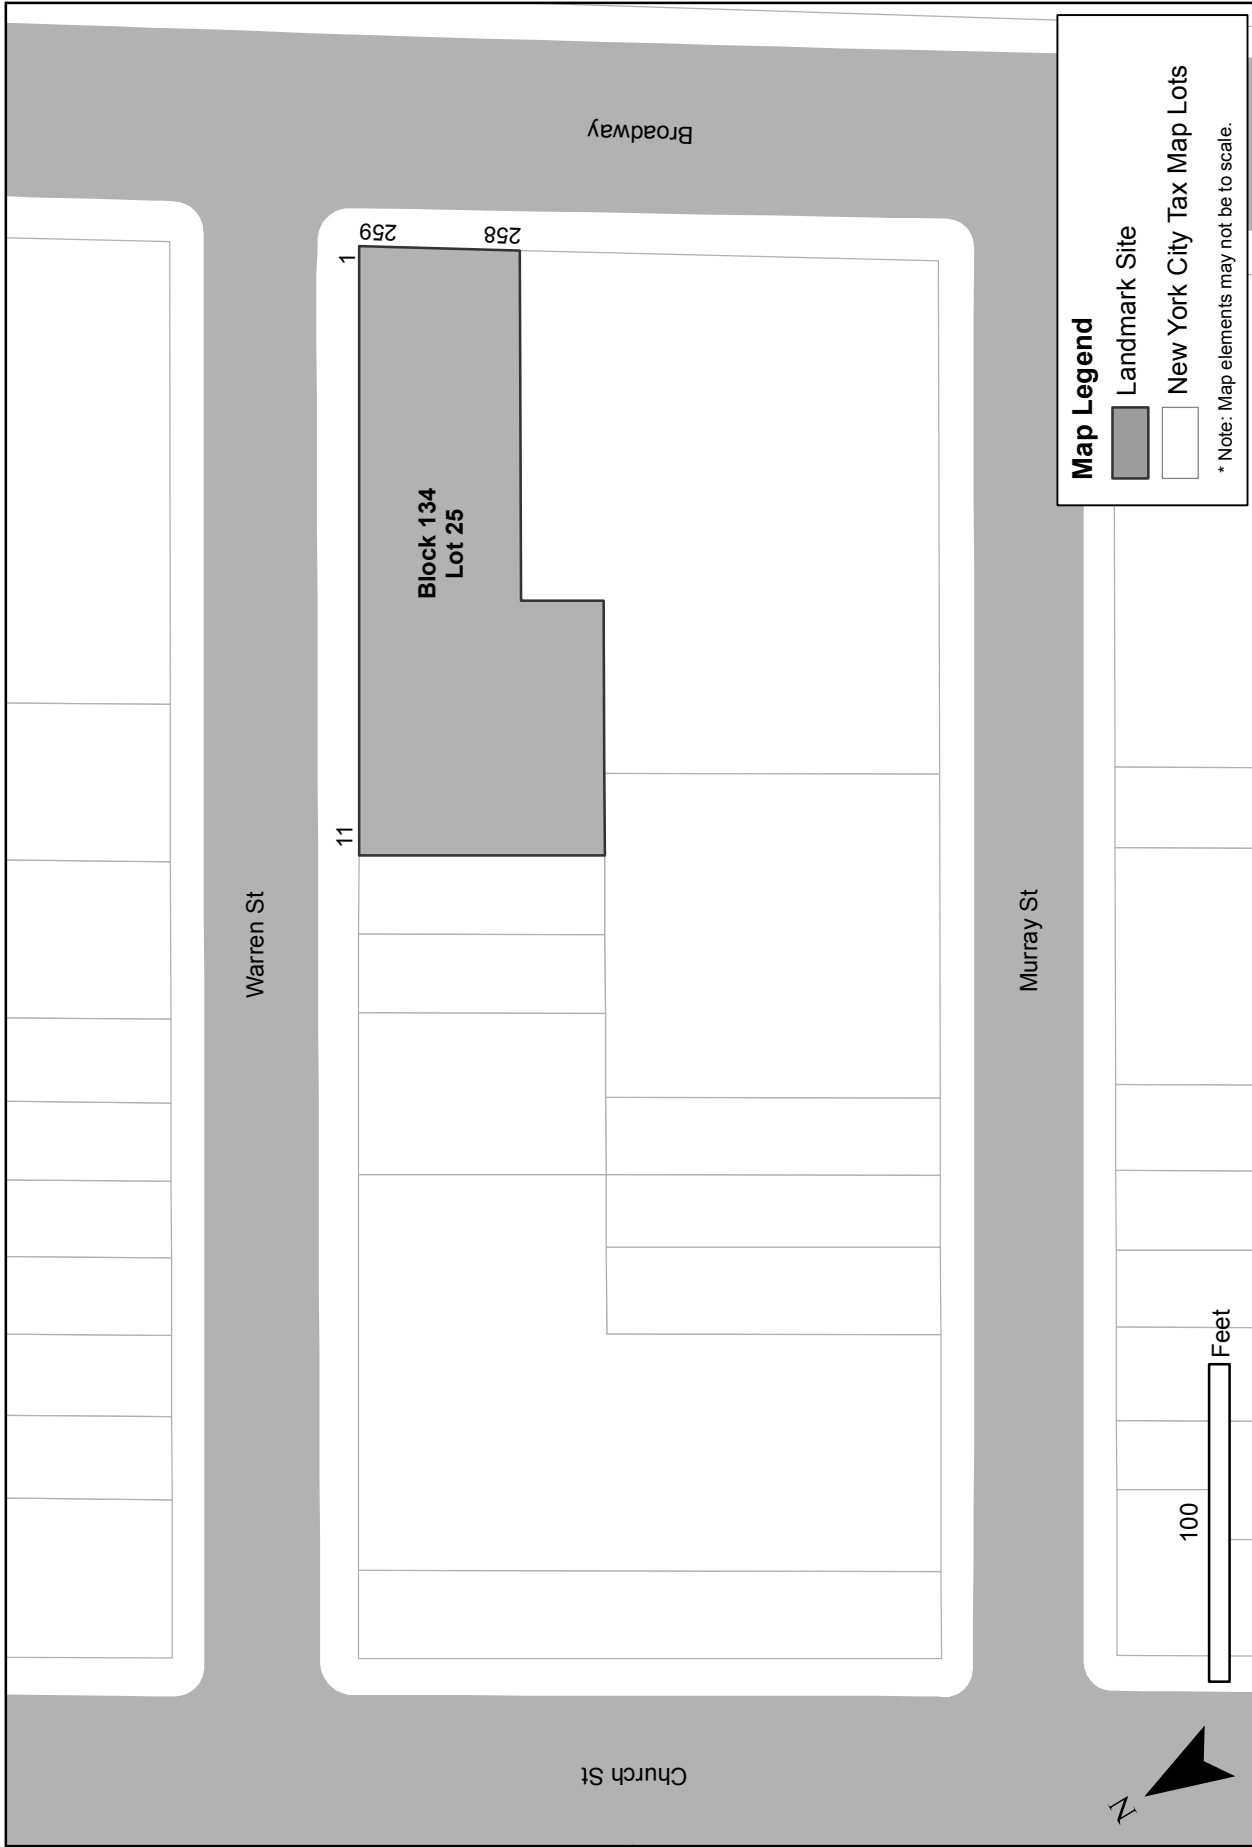 Broadway
259
258
1
Block 134
Lot 25
11
Warren St
Murray St
Church St
Map Legend
Landmark Site
New York City Tax Map Lots
* Note: Map elements may not be to scale.
100
Feet
N